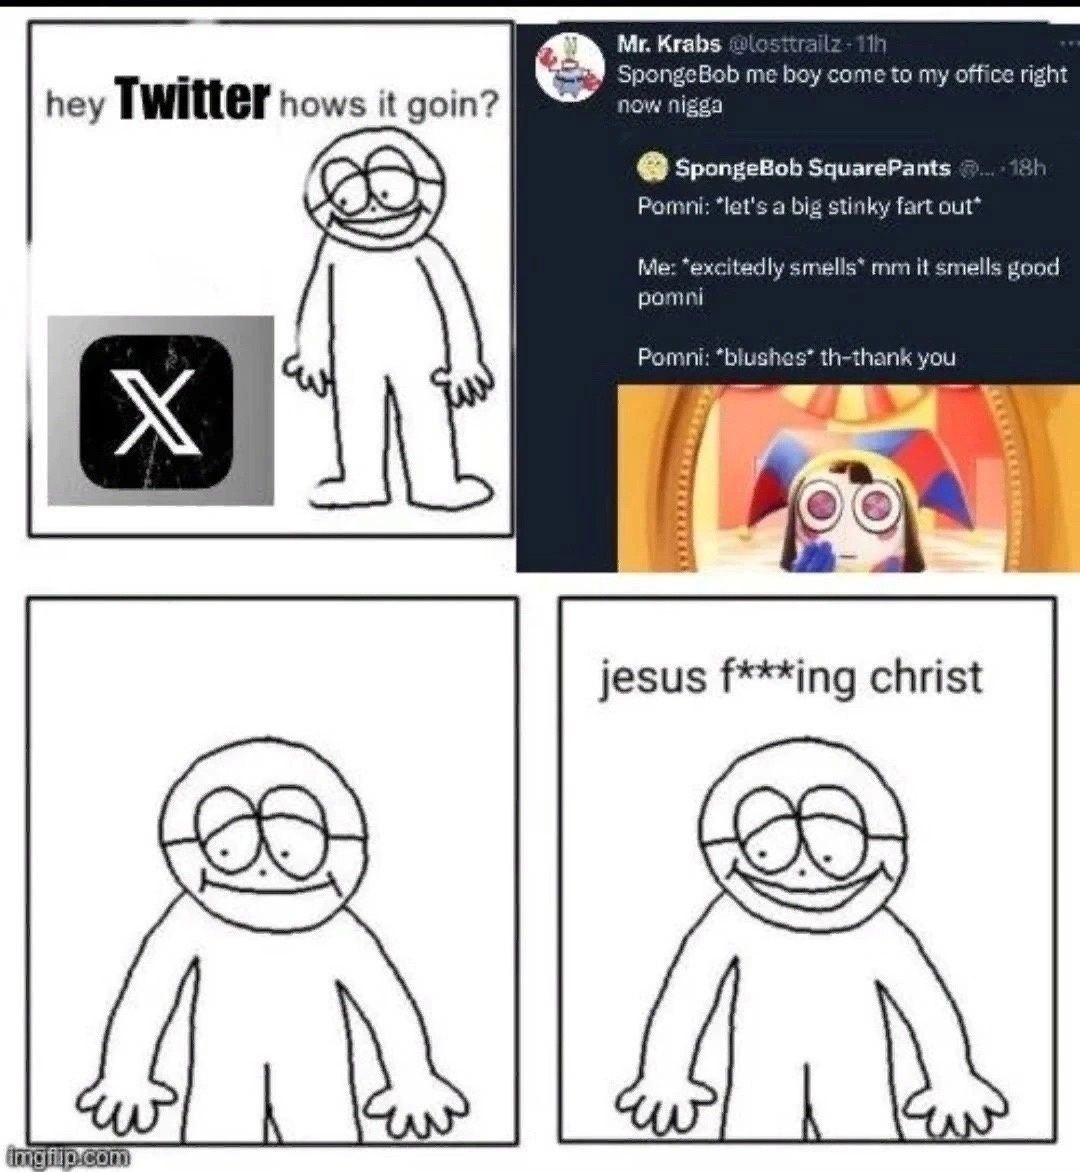 hey Twitter hows it goin?
Mr. Krabs @losttrailz · 11h
SpongeBob me boy come to my office right
now nigga
SpongeBob SquarePants @... · 18h
Pomni: *let's a big stinky fart out*
Me: *excitedly smells* mm it smells good
pomni
Pomni: *blushes* th-thank you
jesus f***ing christ
imgflip.com